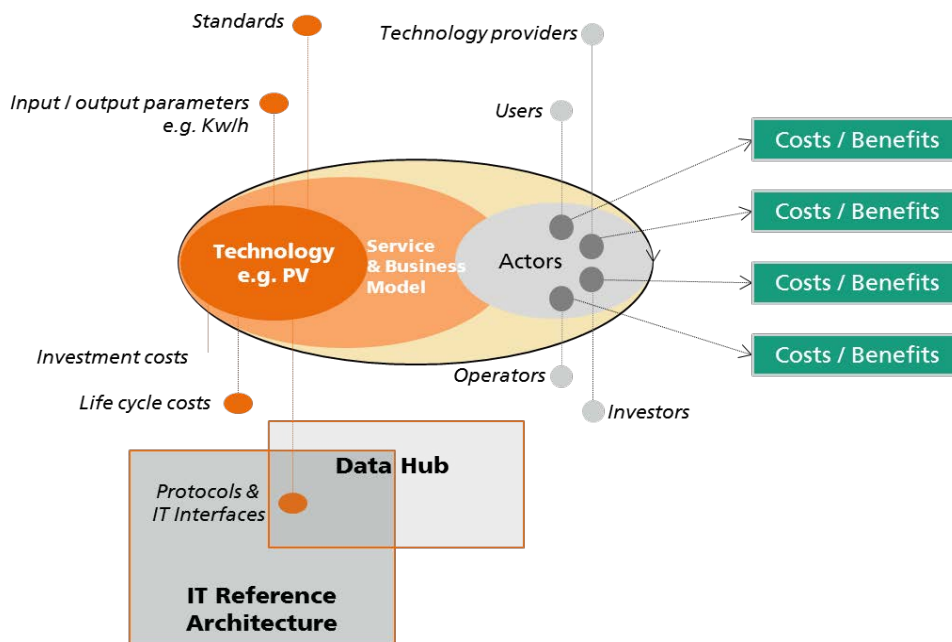 Standards
Technology providers
Input / output parameters
e.g. Kw/h
Users
Costs / Benefits
Costs / Benefits
Technology
e.g. PV
Service
& Business
Model
Actors
Costs / Benefits
Costs / Benefits
Investment costs
Life cycle costs
Operators
Investors
Data Hub
Protocols &
IT Interfaces
IT Reference
Architecture